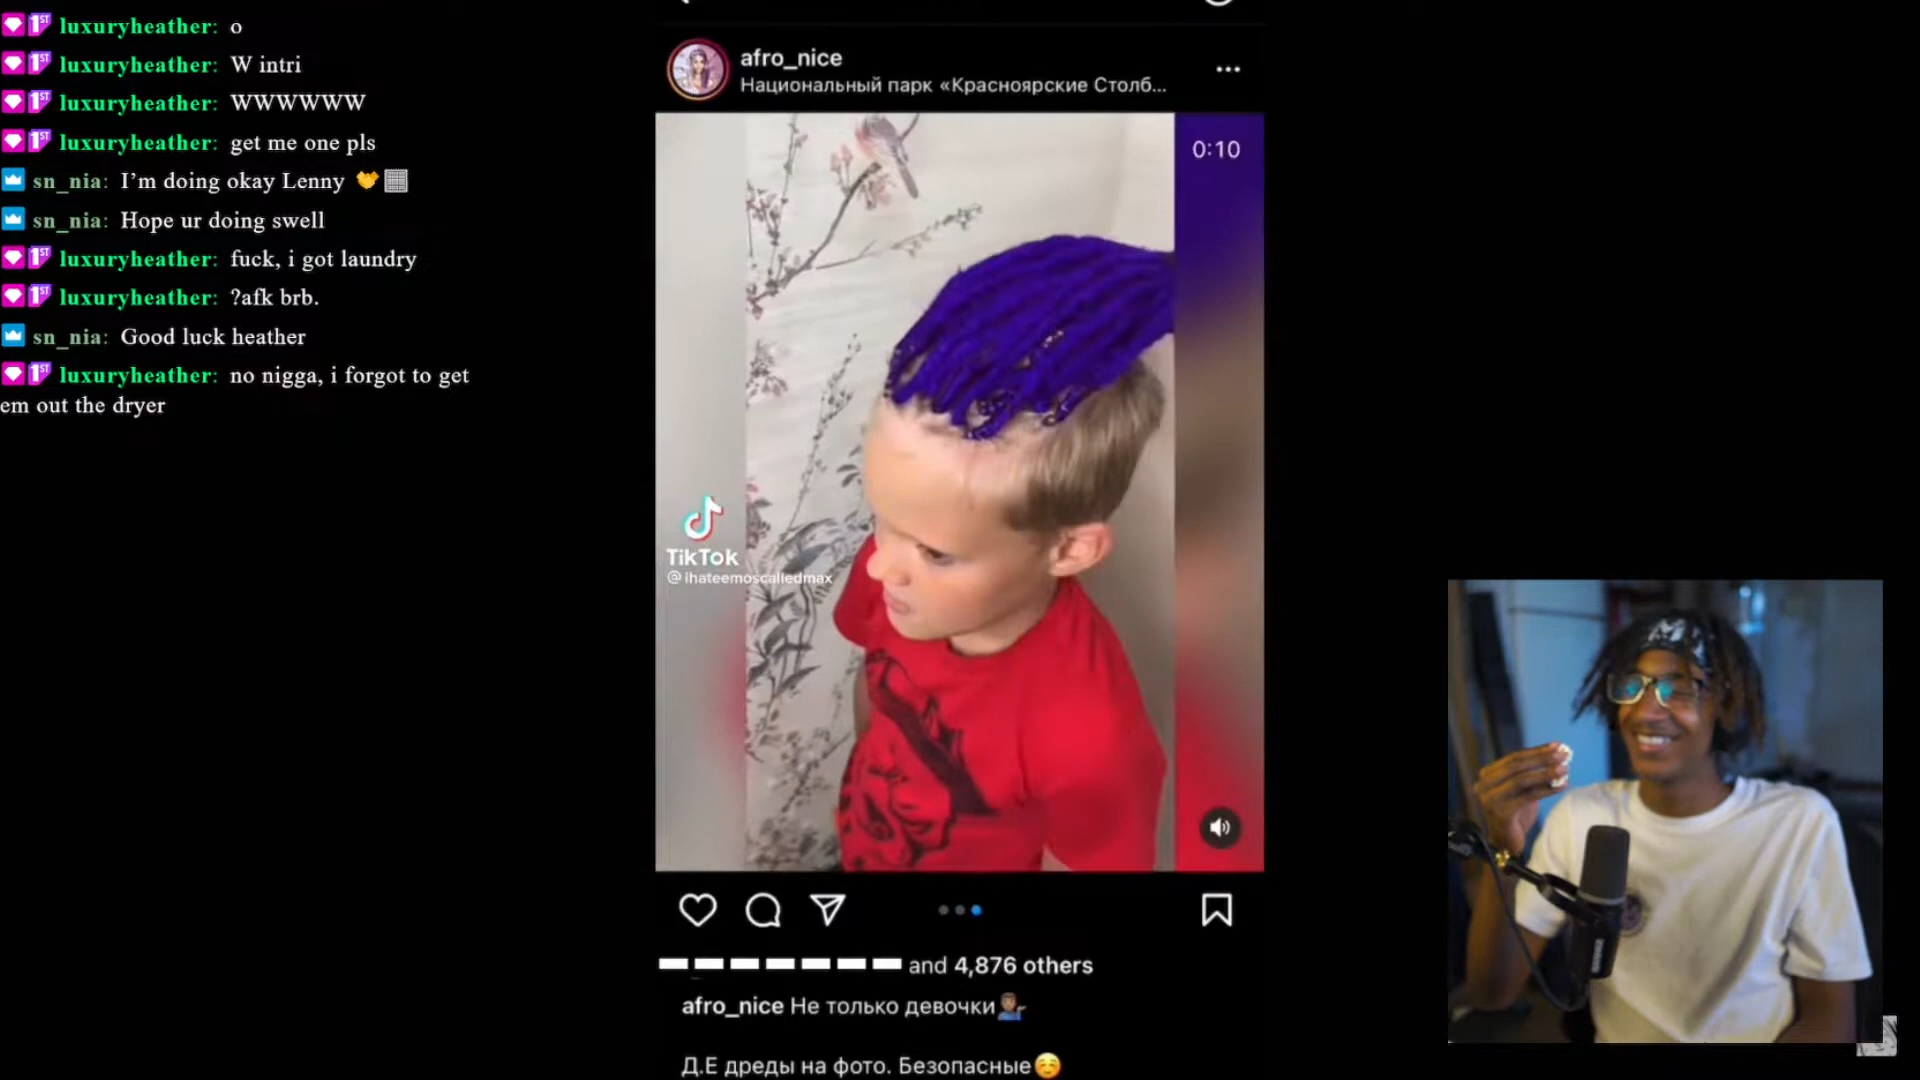 luxuryheather: o
luxuryheather: W intri
luxuryheather: WWWWWW
luxuryheather: get me one pls
sn_nia: I’m doing okay Lenny
sn_nia: Hope ur doing swell
luxuryheather: fuck, i got laundry
luxuryheather: ?afk brb.
sn_nia: Good luck heather
luxuryheather: no nigga, i forgot to get
em out the dryer
afro_nice
Национальный парк «Красноярские Столб...
0:10
TikTok
@ihateemoscalledmax
and 4,876 others
afro_nice Не только девочки💁🏽‍♂️
Д.Е дреды на фото. Безопасные☺️